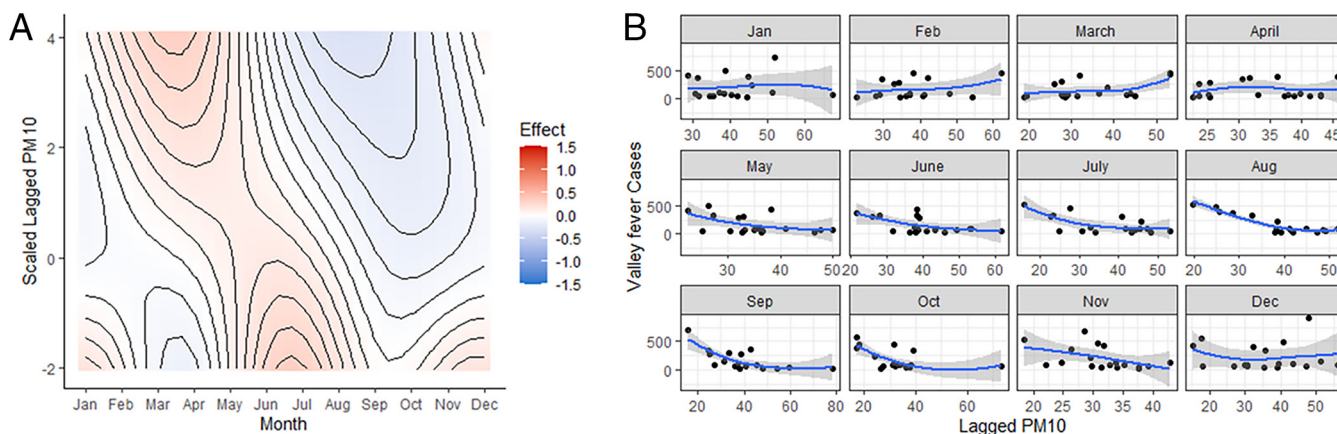 A
Scaled Lagged PM10
4
2
0
-2
Jan Feb Mar Apr May Jun Jul Aug Sep Oct Nov Dec
Month
Effect
1.5
1.0
0.5
0.0
-0.5
-1.0
-1.5
B
Valley fever Cases
Jan Feb March April
500
0
30 40 50 60 30 40 50 60 20 30 40 50 25 30 35 40 45
May June July Aug
500
0
30 40 50 20 30 40 50 60 20 30 40 50 20 30 40 50
Sep Oct Nov Dec
500
0
20 40 60 80 20 40 60 20 25 30 35 40 20 30 40 50
Lagged PM10